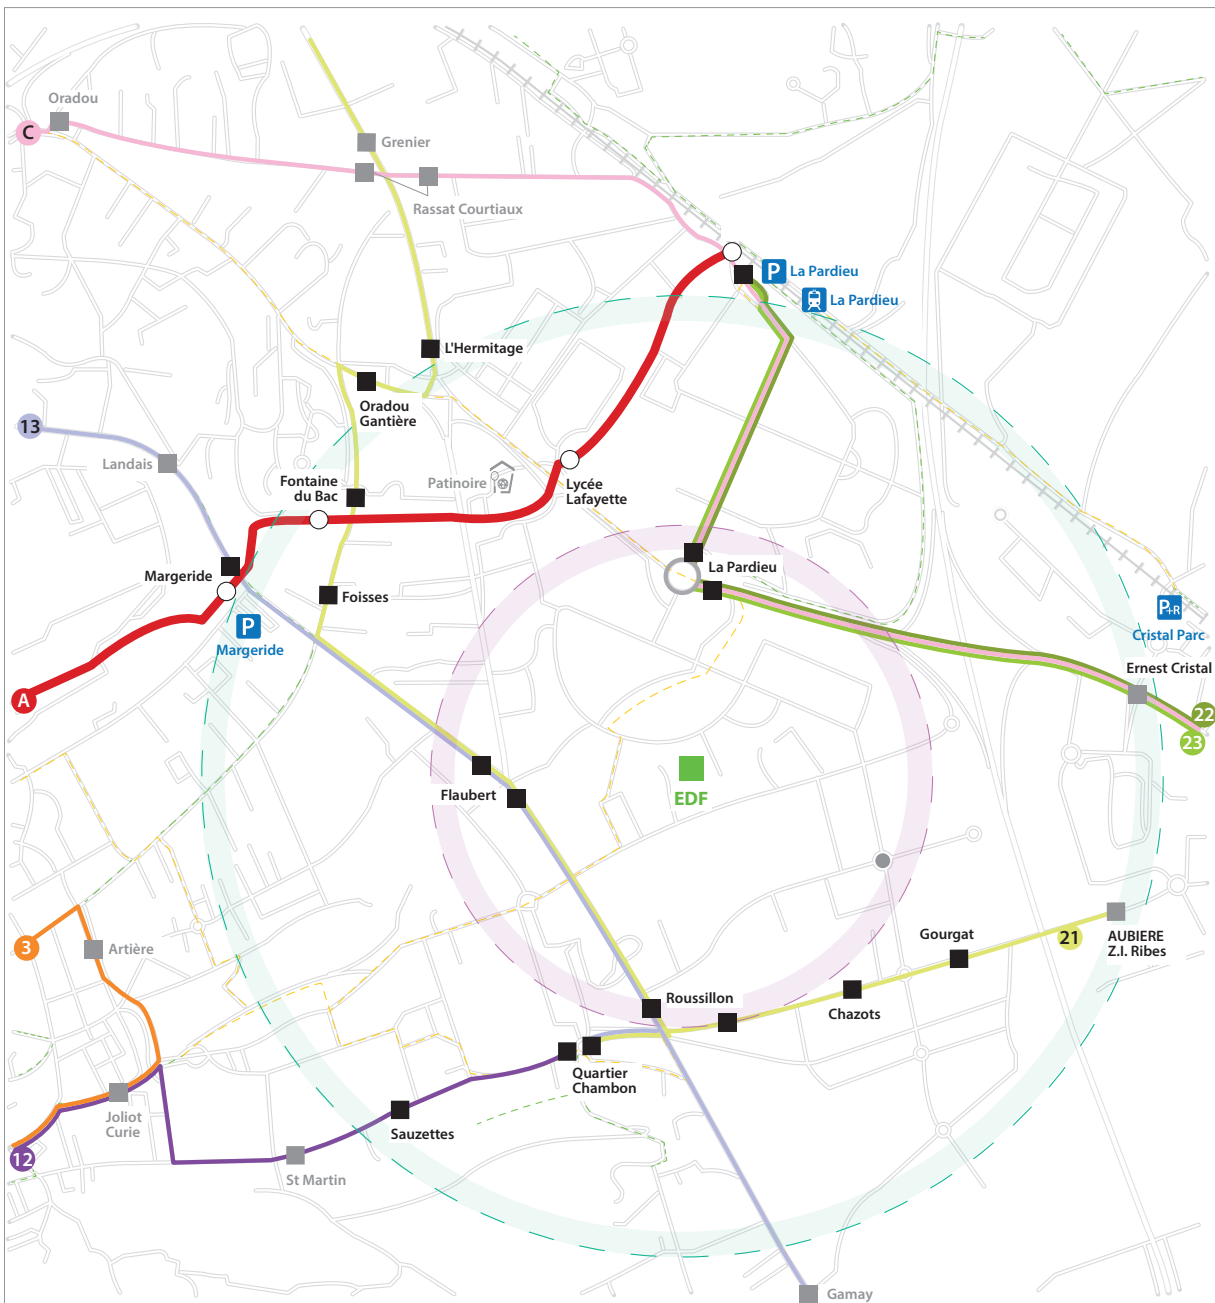 Oradou
C
Grenier
Rassat Courtiaux
P
La Pardieu
La Pardieu
L'Hermitage
Oradou
Gantière
13
Landais
Fontaine
du Bac
Patinoire
Lycée
Lafayette
Margeride
La Pardieu
Foisses
P
Margeride
P+R
Cristal Parc
Ernest Cristal
A
22
23
Flaubert
EDF
3
Artière
Gourgat
21
AUBIERE
Z.I. Ribes
Roussillon
Chazots
Quartier
Chambon
Joliot
Curie
Sauzettes
12
St Martin
Gamay